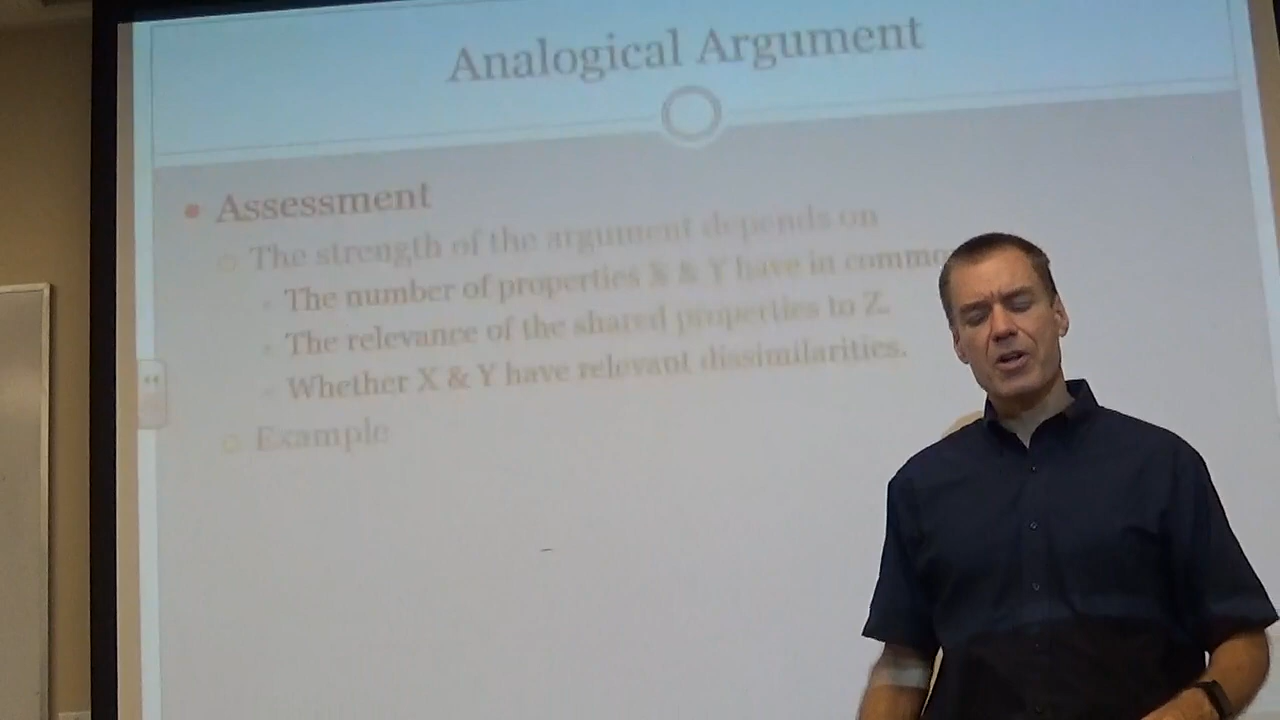 Analogical Argument
Assessment
The strength of the argument depends on
The number of properties X & Y have in commo
The relevance of the shared properties to Z.
Whether X & Y have relevant dissimilarities.
Example